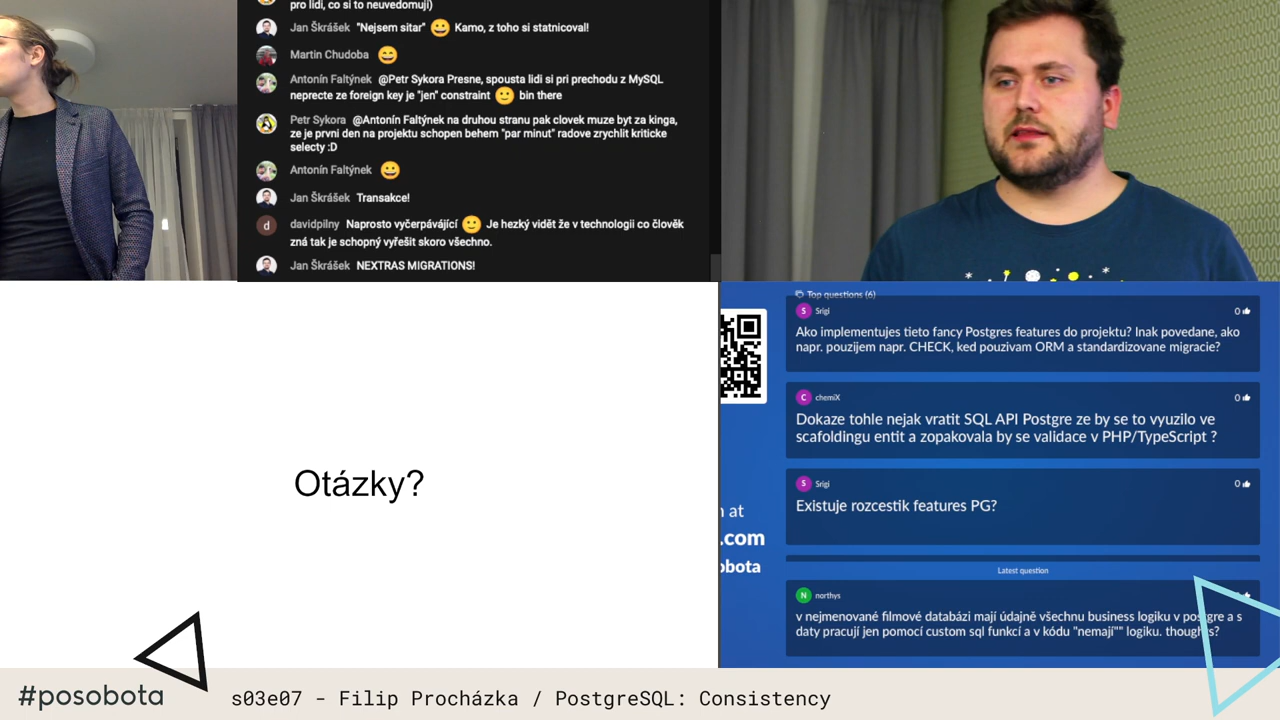 pro lidi, co si to neuvedomují)
Jan Škrášek "Nejsem sitar" 😀 Kamo, z toho si statnicoval!
Martin Chudoba 😄
Antonín Faltýnek @Petr Sykora Presne, spousta lidi si pri prechodu z MySQL
neprecte ze foreign key je "jen" constraint 🙂 bin there
Petr Sykora @Antonín Faltýnek na druhou stranu pak clovek muze byt za kinga,
ze je prvni den na projektu schopen behem "par minut" radove zrychlit kriticke
selecty :D
Antonín Faltýnek 😀
Jan Škrášek Transakce!
d davidpilny Naprosto vyčerpávájící 🙂 Je hezký vidět že v technologii co člověk
zná tak je schopný vyřešit skoro všechno.
Jan Škrášek NEXTRAS MIGRATIONS!
Otázky?
Top questions (6)
S Srigi 0
Ako implementujes tieto fancy Postgres features do projektu? Inak povedane, ako
napr. pouzijem napr. CHECK, ked pouzivam ORM a standardizovane migracie?
C chemiX 0
Dokaze tohle nejak vratit SQL API Postgre ze by se to vyuzilo ve
scafoldingu entit a zopakovala by se validace v PHP/TypeScript ?
S Srigi 0
Existuje rozcestik features PG?
at
.com
obota
Latest question
N northys
v nejmenované filmové databázi mají údajně všechnu business logiku v postgre a s
daty pracují jen pomocí custom sql funkcí a v kódu "nemají"" logiku. thoughts?
#posobota
s03e07 - Filip Procházka / PostgreSQL: Consistency